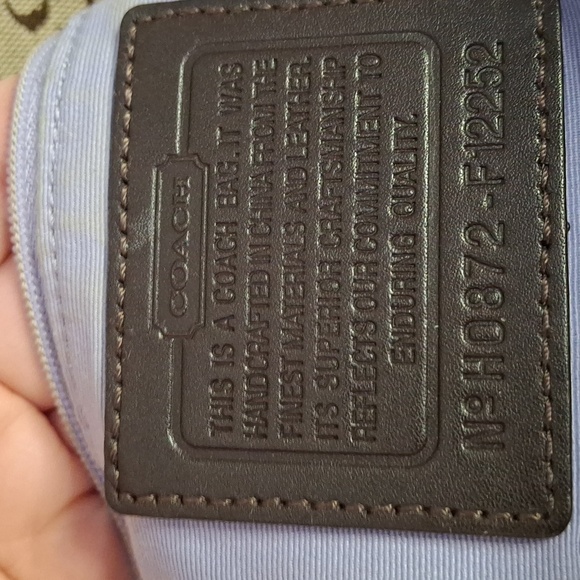 COACH
THIS IS A COACH BAG. IT WAS
HANDCRAFTED IN CHINA FROM THE
FINEST MATERIALS AND LEATHER.
ITS SUPERIOR CRAFTSMANSHIP
REFLECTS OUR COMMITMENT TO
ENDURING QUALITY.
Nº H0872-F12252